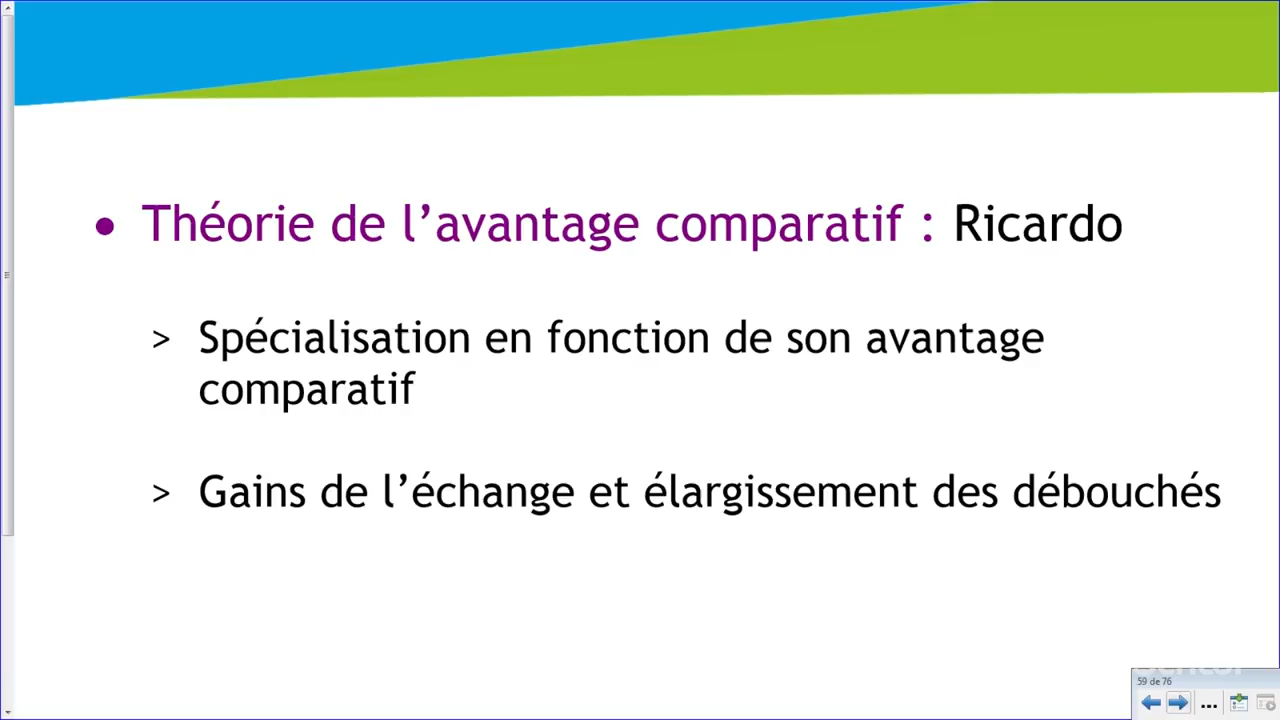 • Théorie de l’avantage comparatif : Ricardo
> Spécialisation en fonction de son avantage
comparatif
> Gains de l’échange et élargissement des débouchés
59 de 76
...